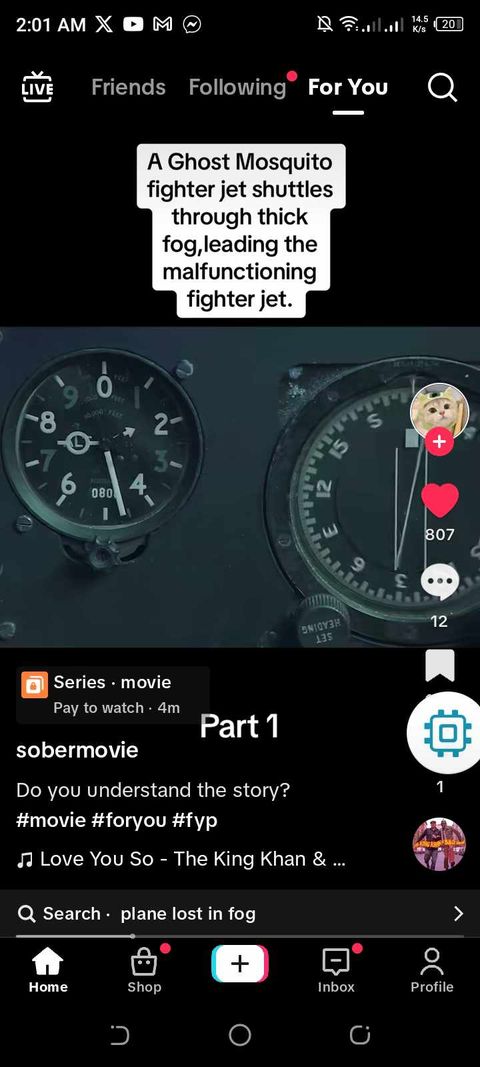 2:01 AM
14.5
K/s
20
LIVE
Friends
Following
For You
A Ghost Mosquito
fighter jet shuttles
through thick
fog,leading the
malfunctioning
fighter jet.
9 0 1
8 2
7 3
6 4
080
S
15
12
E
6
3
SET
HEADING
807
12
Series · movie
Pay to watch · 4m
Part 1
sobermovie
1
Do you understand the story?
#movie #foryou #fyp
Love You So - The King Khan & ...
Search · plane lost in fog
Home
Shop
Inbox
Profile